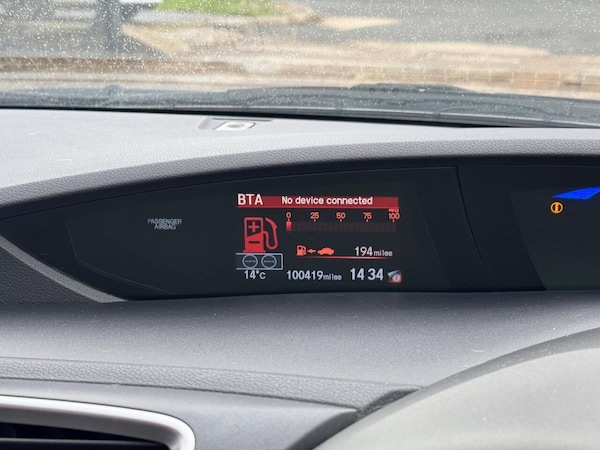 BTA No device connected
0 25 50 75 100
194 miles
PASSENGER
AIRBAG
14°C 100419 miles 14 34